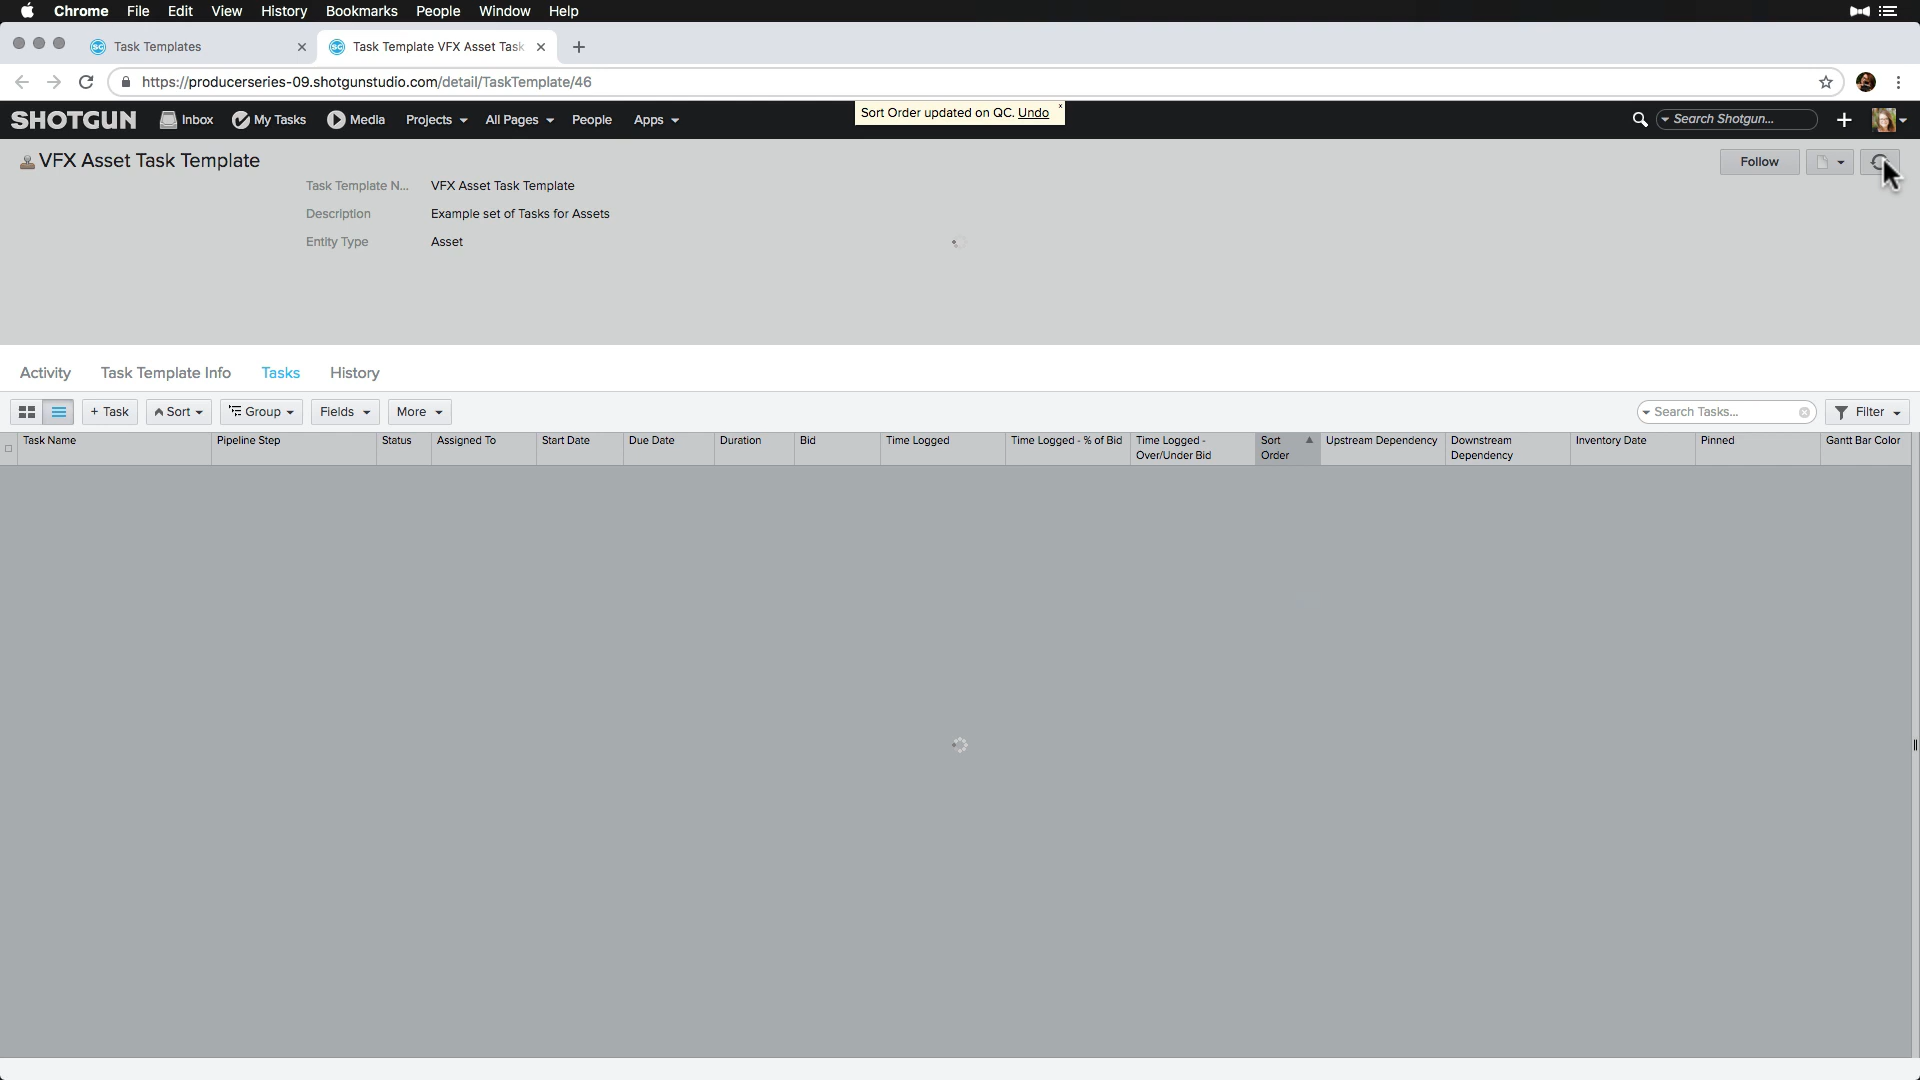 Chrome File Edit View History Bookmarks People Window Help
Task Templates
Task Template VFX Asset Task
https://producerseries-09.shotgunstudio.com/detail/TaskTemplate/46
SHOTGUN Inbox My Tasks Media Projects All Pages People Apps
Sort Order updated on QC. Undo x
Search Shotgun...
VFX Asset Task Template
Follow
Task Template N... VFX Asset Task Template
Description Example set of Tasks for Assets
Entity Type Asset
Activity Task Template Info Tasks History
+ Task Sort Group Fields More
Search Tasks... Filter
Task Name Pipeline Step Status Assigned To Start Date Due Date Duration Bid Time Logged Time Logged - % of Bid Time Logged - Over/Under Bid Sort Order Upstream Dependency Downstream Dependency Inventory Date Pinned Gantt Bar Color